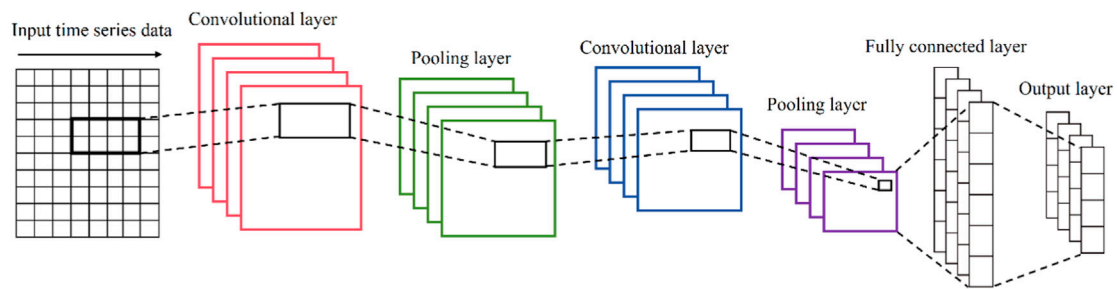 Input time series data
Convolutional layer
Pooling layer
Convolutional layer
Pooling layer
Fully connected layer
Output layer